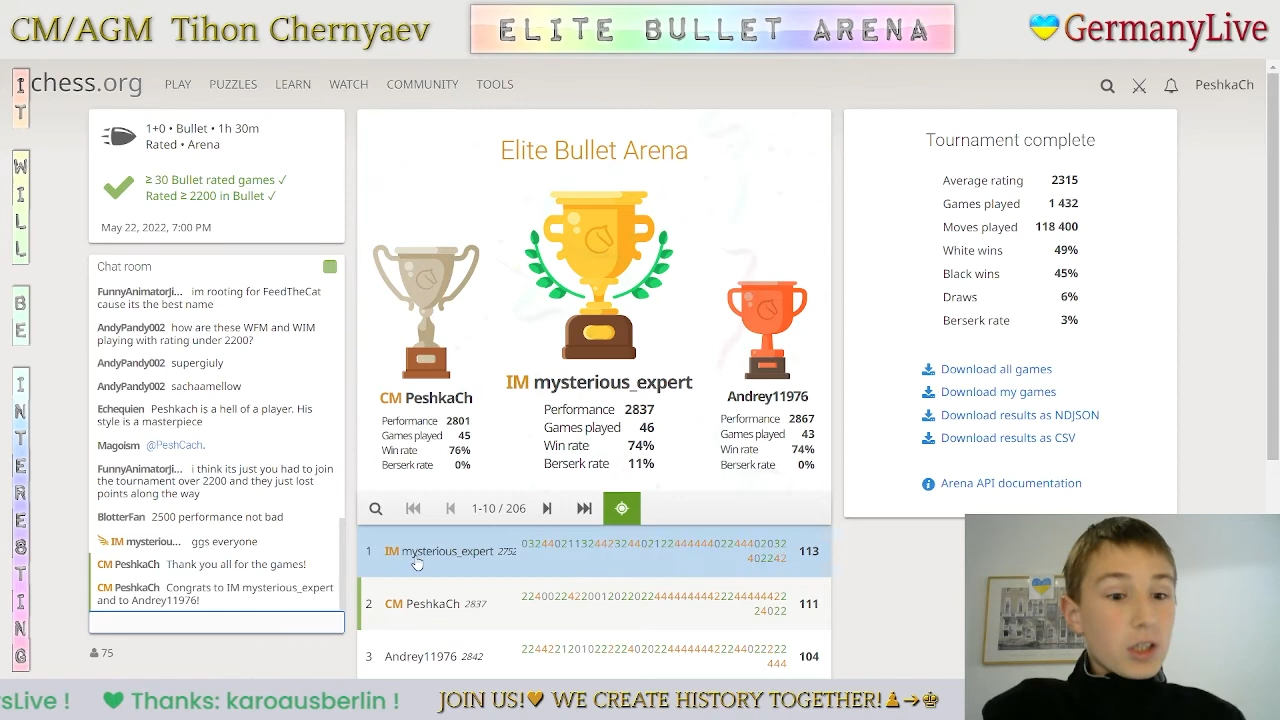 CM/AGM Tihon Chernyaev
ELITE BULLET ARENA
GermanyLive
IT WILL BE INTERESTING
chess.org
PLAY PUZZLES LEARN WATCH COMMUNITY TOOLS
PeshkaCh
1+0 • Bullet • 1h 30m
Rated • Arena
≥ 30 Bullet rated games ✓
Rated ≥ 2200 in Bullet ✓
May 22, 2022, 7:00 PM
Chat room
FunnyAnimatorJi... im rooting for FeedTheCat
cause its the best name
AndyPandy002 how are these WFM and WIM
playing with rating under 2200?
AndyPandy002 supergiuly
AndyPandy002 sachaamellow
Echequien Peshkach is a hell of a player. His
style is a masterpiece
Magoism @PeshCach.
FunnyAnimatorJi... i think its just you had to join
the tournament over 2200 and they just lost
points along the way
BlotterFan 2500 performance not bad
IM mysteriou... ggs everyone
CM PeshkaCh Thank you all for the games!
CM PeshkaCh Congrats to IM mysterious_expert
and to Andrey11976!
75
Elite Bullet Arena
CM PeshkaCh
Performance 2801
Games played 45
Win rate 76%
Berserk rate 0%
IM mysterious_expert
Performance 2837
Games played 46
Win rate 74%
Berserk rate 11%
Andrey11976
Performance 2867
Games played 43
Win rate 74%
Berserk rate 0%
1-10 / 206
1 IM mysterious_expert 2752 113
2 CM PeshkaCh 2837 111
3 Andrey11976 2842 104
Tournament complete
Average rating 2315
Games played 1 432
Moves played 118 400
White wins 49%
Black wins 45%
Draws 6%
Berserk rate 3%
Download all games
Download my games
Download results as NDJSON
Download results as CSV
Arena API documentation
sLive ! Thanks: karoausberlin ! JOIN US! WE CREATE HISTORY TOGETHER!